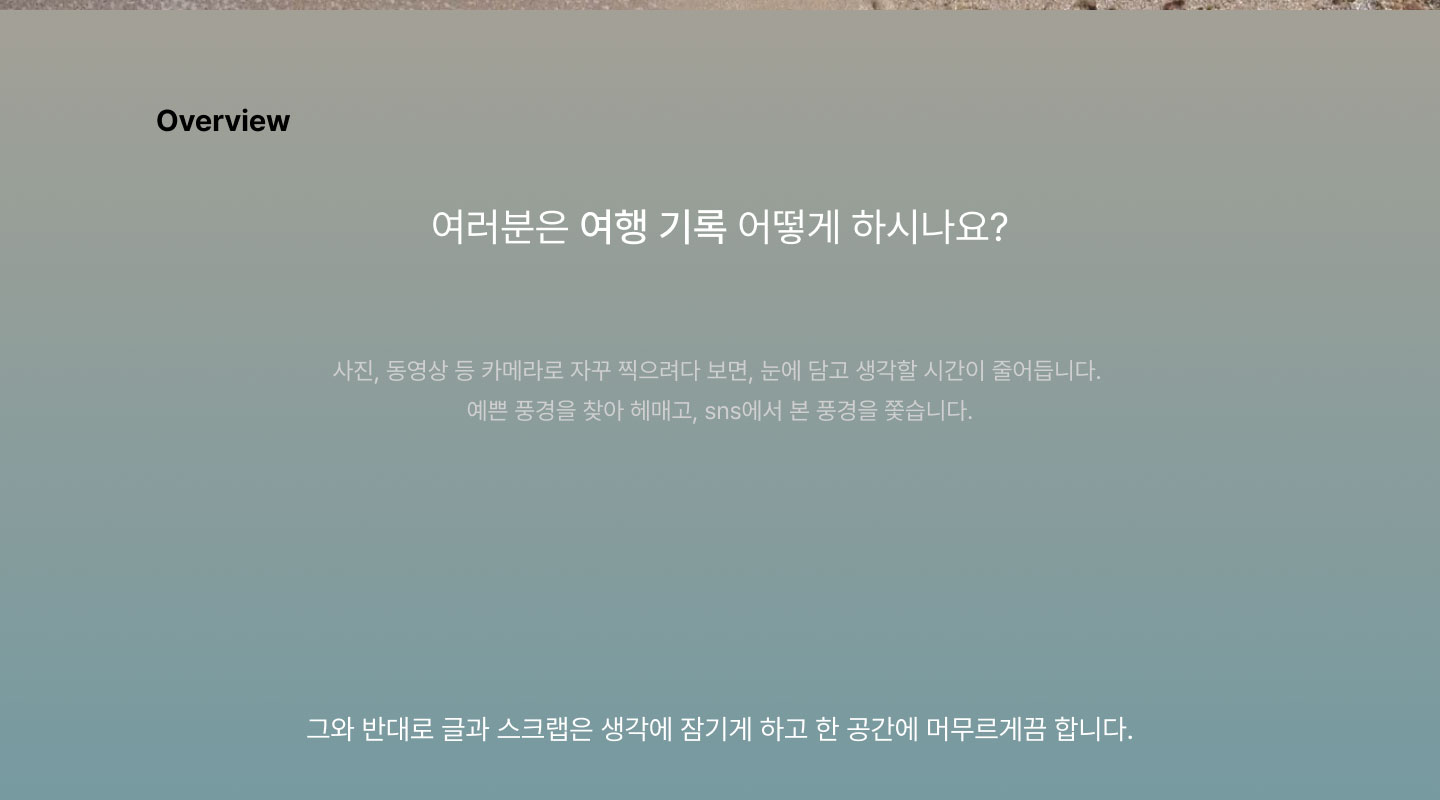 Overview
여러분은 여행 기록 어떻게 하시나요?
사진, 동영상 등 카메라로 자꾸 찍으려다 보면, 눈에 담고 생각할 시간이 줄어듭니다.
예쁜 풍경을 찾아 헤매고, sns에서 본 풍경을 쫓습니다.
그와 반대로 글과 스크랩은 생각에 잠기게 하고 한 공간에 머무르게끔 합니다.